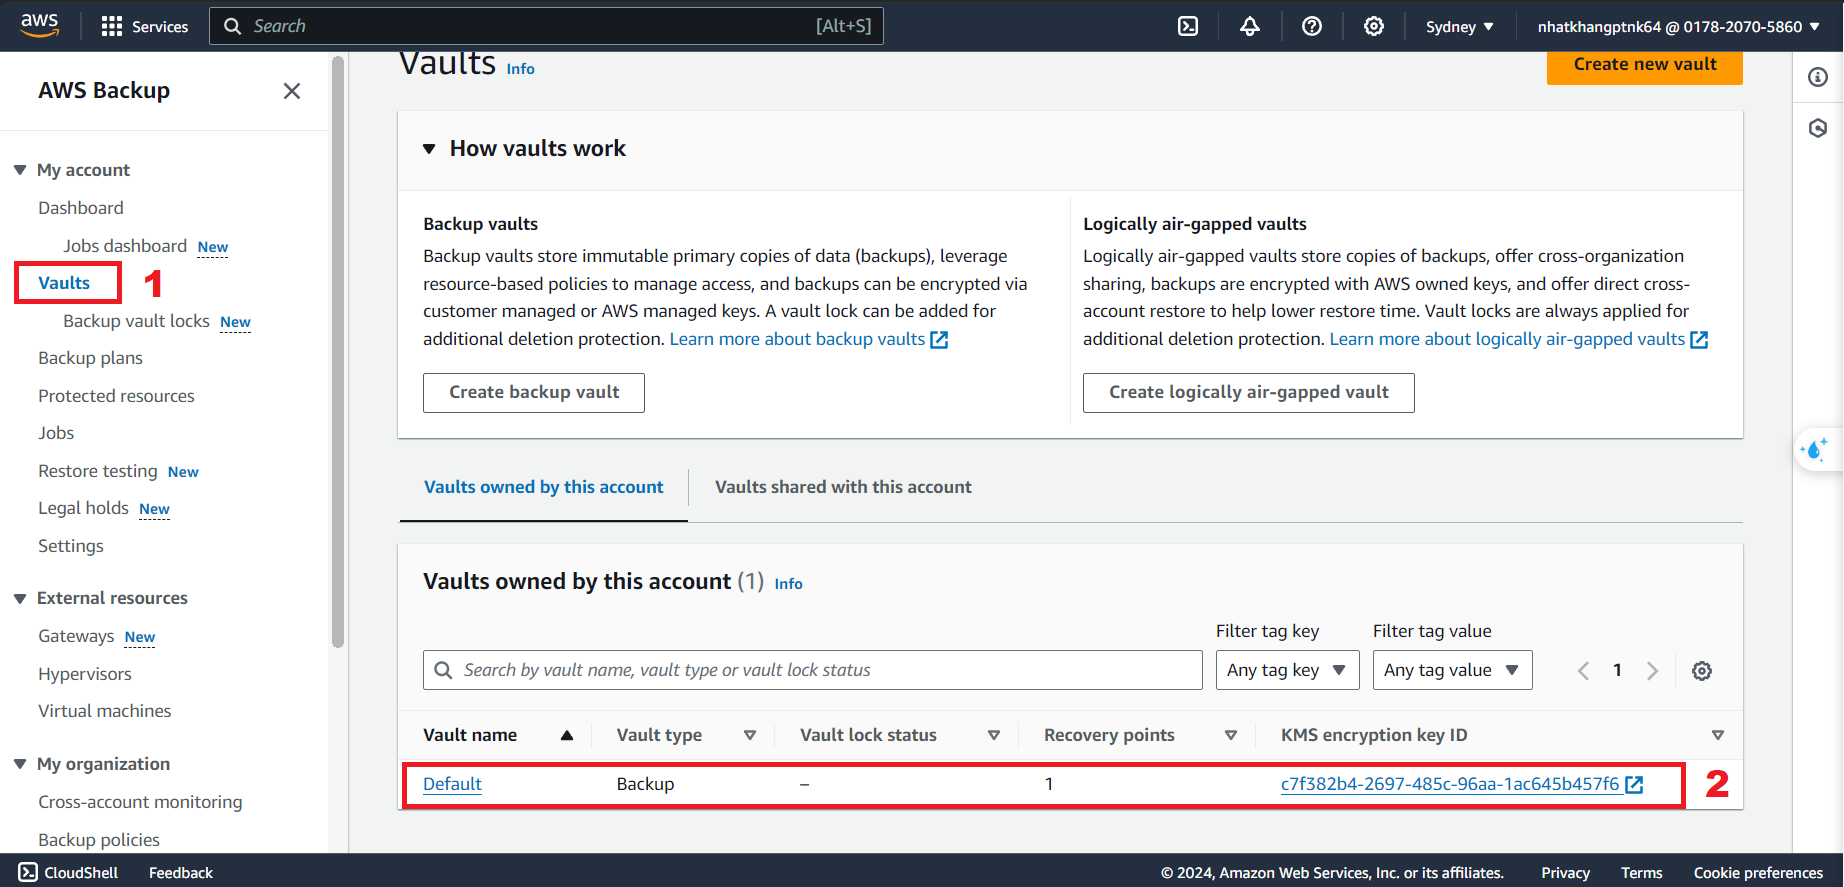 aws
Services
Search
[Alt+S]
Sydney
nhatkhangptnk64 @ 0178-2070-5860
AWS Backup
My account
Dashboard
Jobs dashboard New
Vaults
1
Backup vault locks New
Backup plans
Protected resources
Jobs
Restore testing New
Legal holds New
Settings
External resources
Gateways New
Hypervisors
Virtual machines
My organization
Cross-account monitoring
Backup policies
Vaults Info
Create new vault
How vaults work
Backup vaults
Backup vaults store immutable primary copies of data (backups), leverage
resource-based policies to manage access, and backups can be encrypted via
customer managed or AWS managed keys. A vault lock can be added for
additional deletion protection. Learn more about backup vaults
Create backup vault
Logically air-gapped vaults
Logically air-gapped vaults store copies of backups, offer cross-organization
sharing, backups are encrypted with AWS owned keys, and offer direct cross-
account restore to help lower restore time. Vault locks are always applied for
additional deletion protection. Learn more about logically air-gapped vaults
Create logically air-gapped vault
Vaults owned by this account
Vaults shared with this account
Vaults owned by this account (1) Info
Filter tag key
Filter tag value
Search by vault name, vault type or vault lock status
Any tag key
Any tag value
1
Vault name
Vault type
Vault lock status
Recovery points
KMS encryption key ID
Default
Backup
–
1
c7f382b4-2697-485c-96aa-1ac645b457f6
2
CloudShell
Feedback
© 2024, Amazon Web Services, Inc. or its affiliates.
Privacy
Terms
Cookie preferences